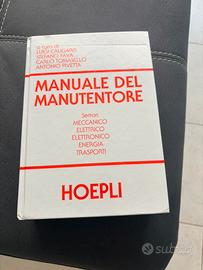 a cura di
LUIGI CALIGARIS
STEFANO FAVA
CARLO TOMASELLO
ANTONIO PIVETTA
MANUALE DEL
MANUTENTORE
Settori
MECCANICO
ELETTRICO
ELETTRONICO
ENERGIA
TRASPORTI
HOEPLI
subito